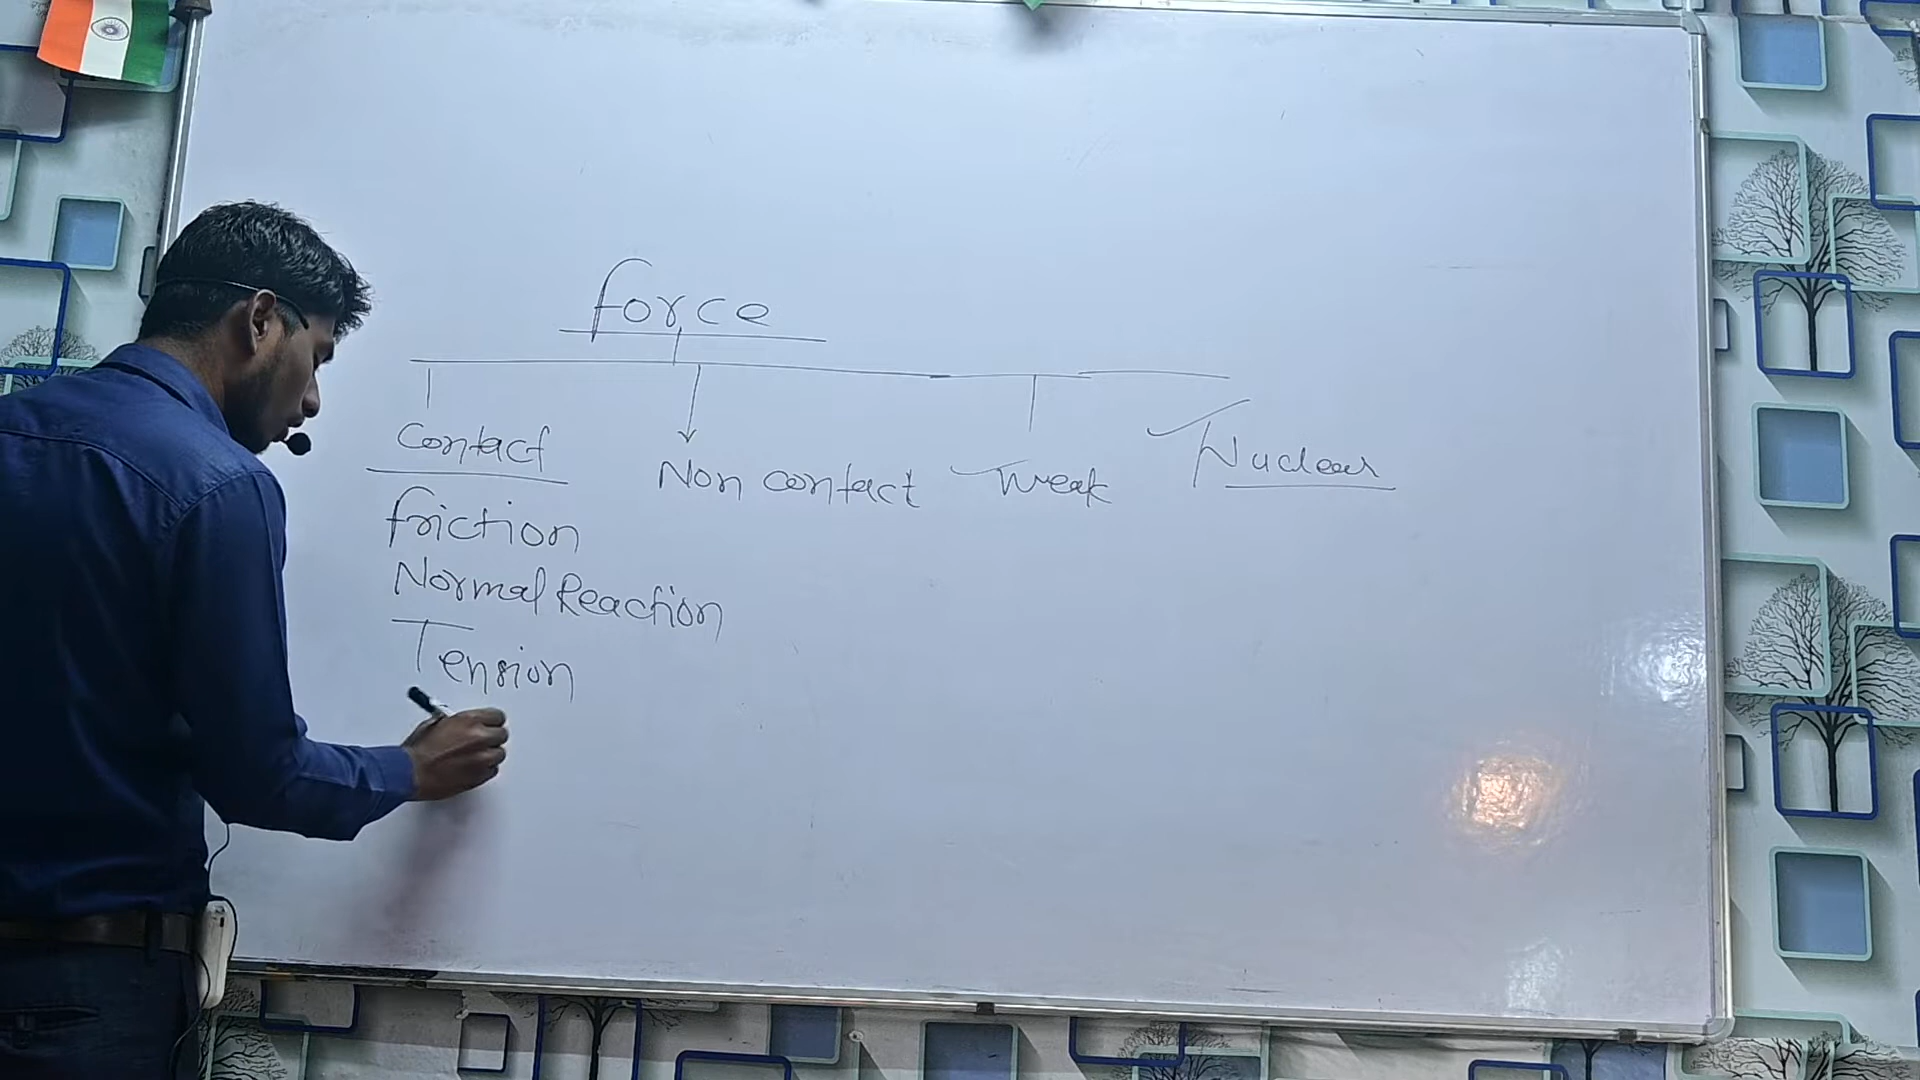 force
contact
Non contact
weak
Nuclear
friction
Normal Reaction
Tension